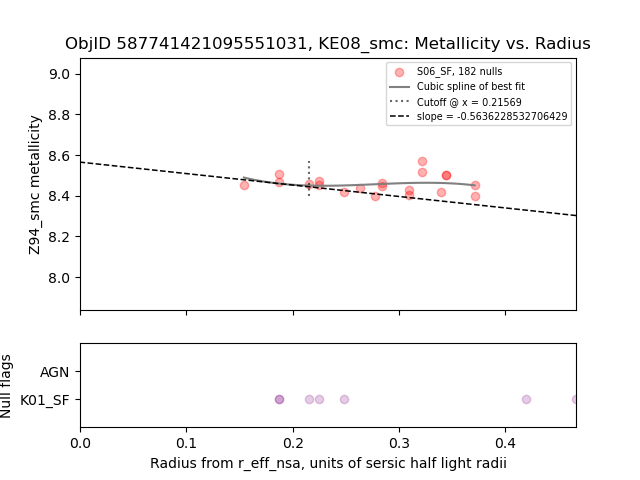 ObjID 587741421095551031, KE08_smc: Metallicity vs. Radius
S06_SF, 182 nulls
Cubic spline of best fit
Cutoff @ x = 0.21569
slope = -0.5636228532706429
Z94_smc metallicity
9.0
8.8
8.6
8.4
8.2
8.0
Null flags
AGN
K01_SF
0.0 0.1 0.2 0.3 0.4
Radius from r_eff_nsa, units of sersic half light radii